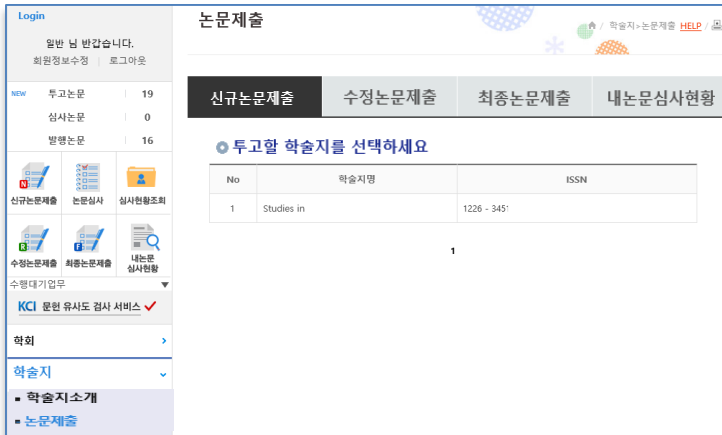 Login
일반 님 반갑습니다.
회원정보수정 | 로그아웃
NEW 투고논문 19
심사논문 0
발행논문 16
신규논문제출 논문심사 심사현황조회
수정논문제출 최종논문제출 내논문 심사현황
수행대기업무 ▼
KCI 문헌 유사도 검사 서비스
학회
학술지
학술지소개
논문제출
논문제출
/ 학술지>논문제출 HELP /
신규논문제출 수정논문제출 최종논문제출 내논문심사현황
투고할 학술지를 선택하세요
No 학술지명 ISSN
1 Studies in 1226 - 345
1